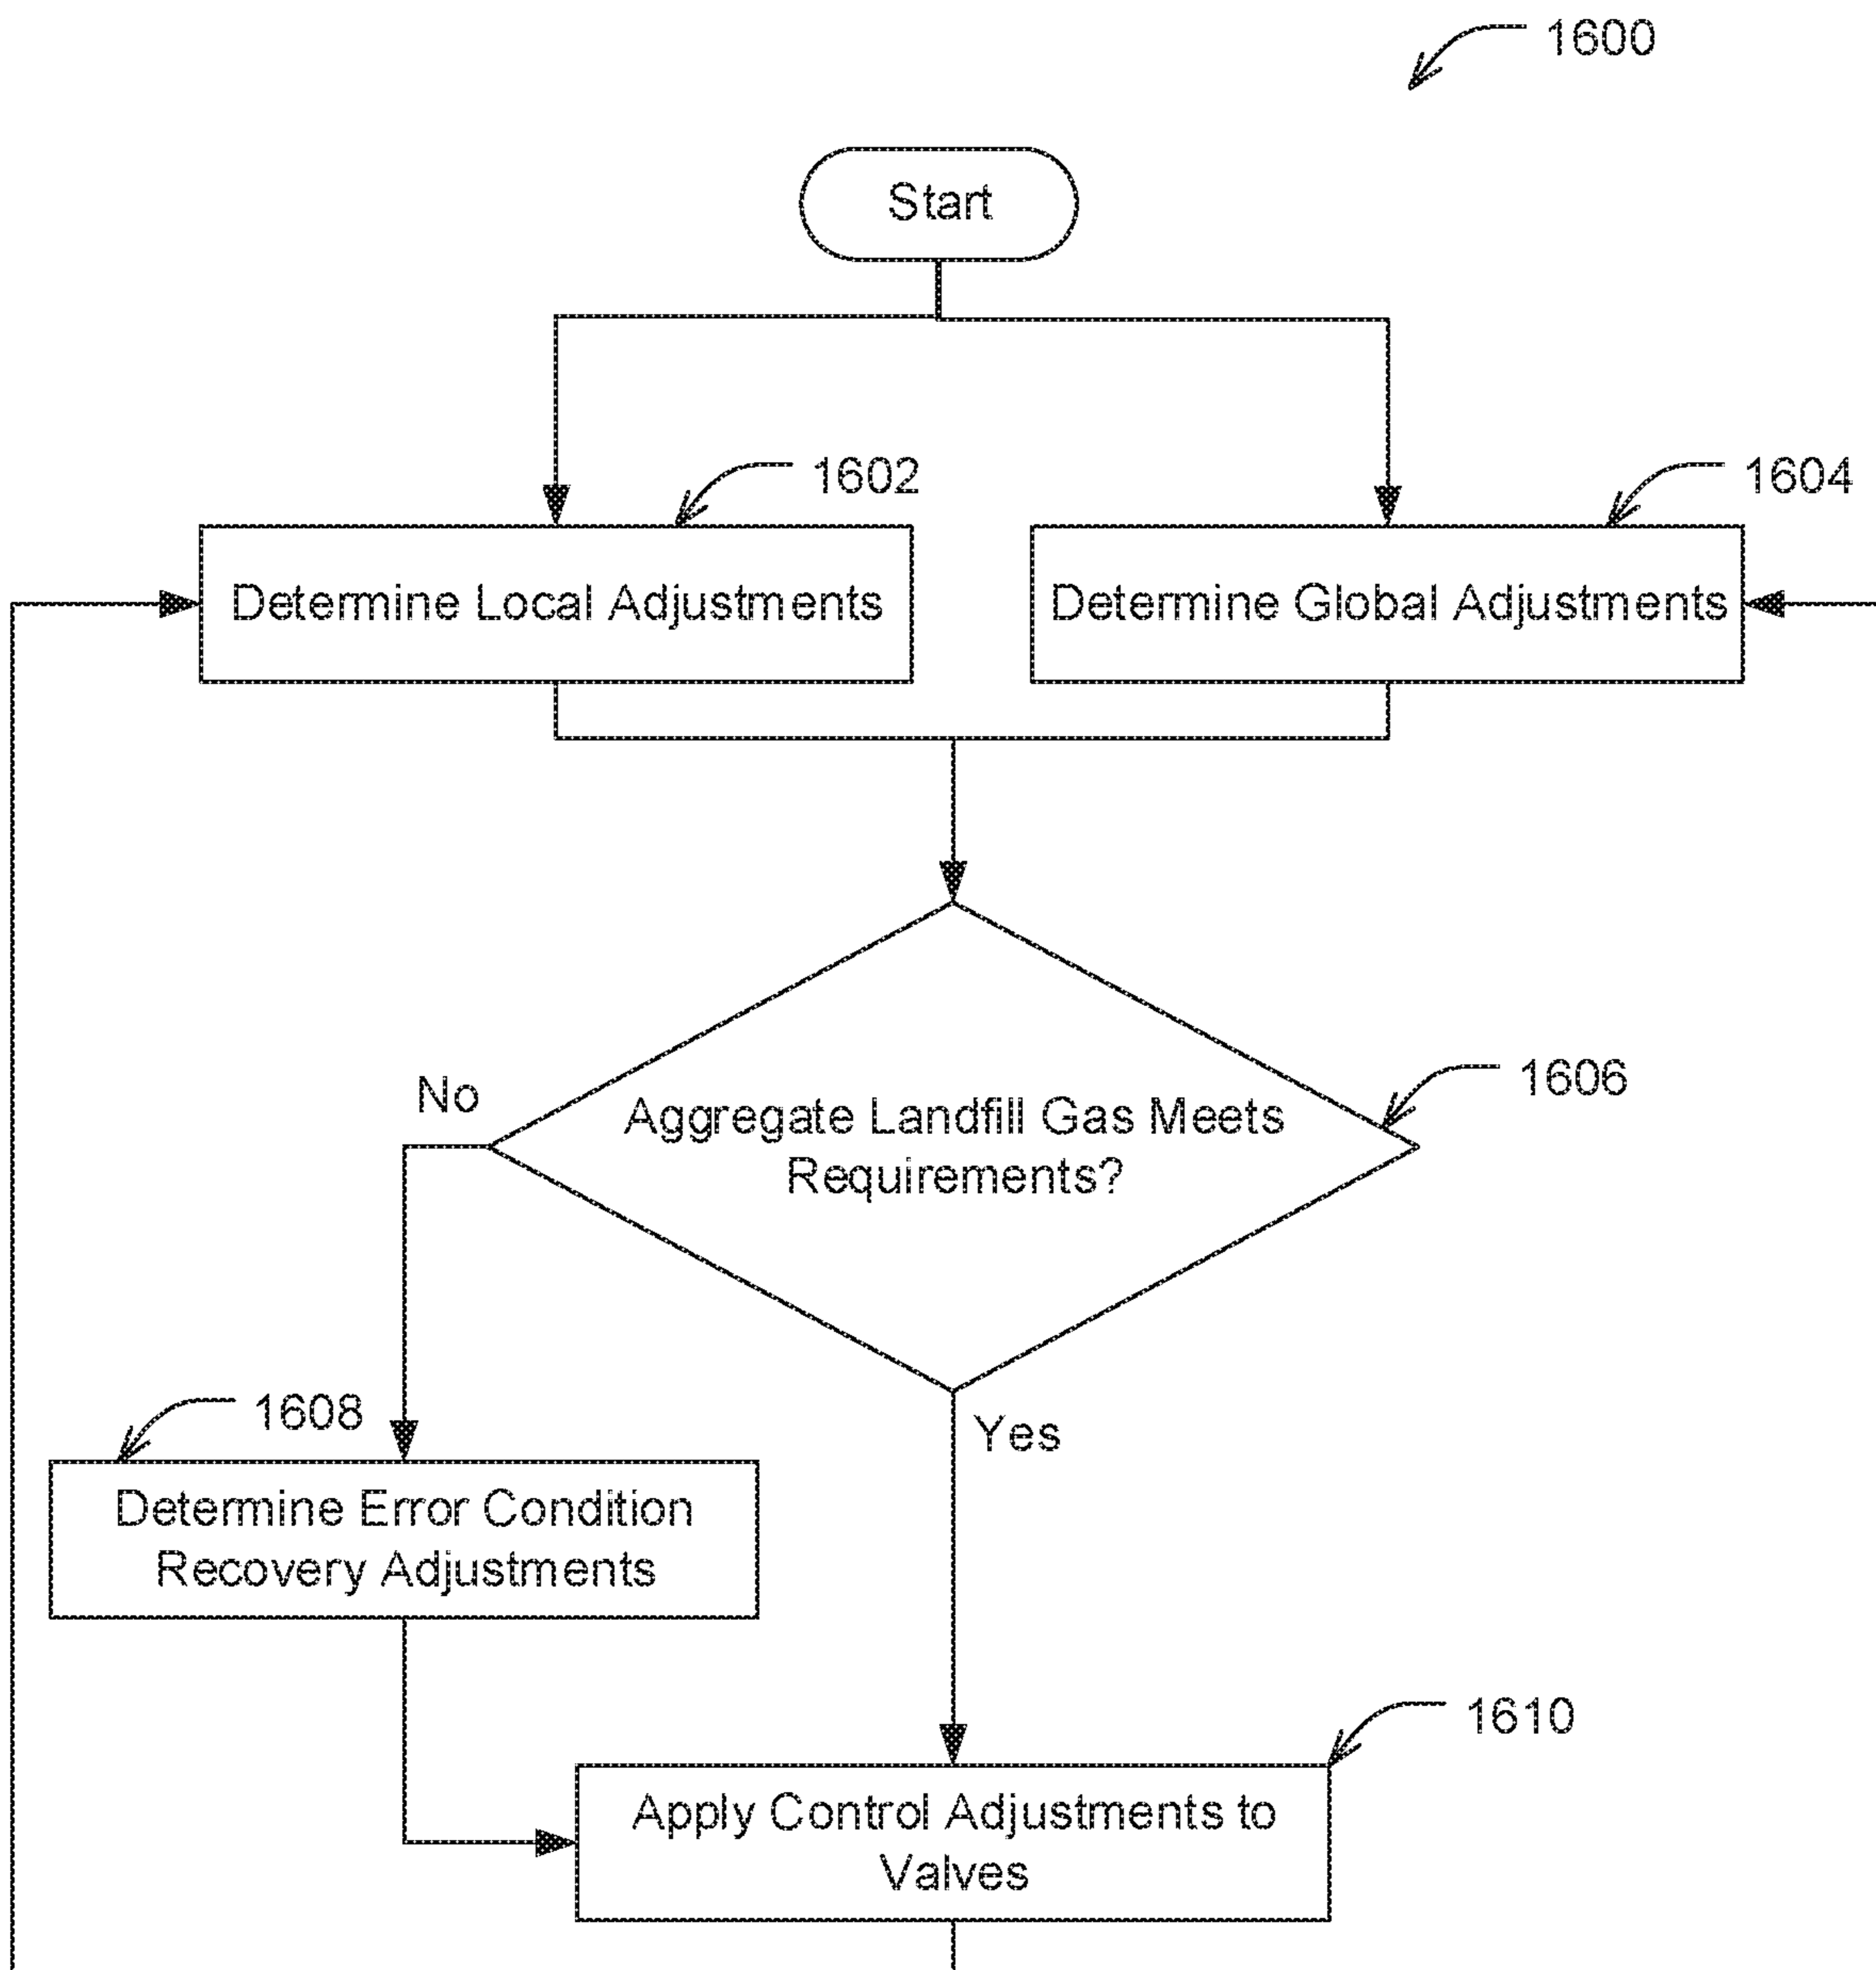 1600
Start
1602
1604
Determine Local Adjustments
Determine Global Adjustments
1606
No
Aggregate Landfill Gas Meets
Requirements?
1608
Yes
Determine Error Condition
Recovery Adjustments
1610
Apply Control Adjustments to
Valves